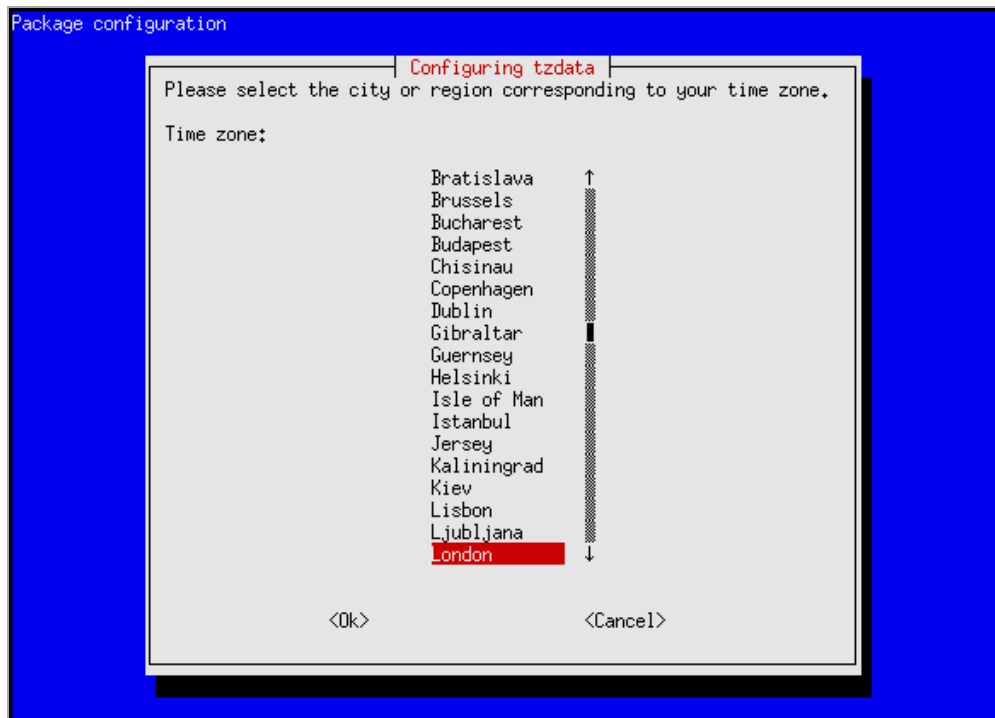 Package configuration
Configuring tzdata
Please select the city or region corresponding to your time zone.
Time zone:
Bratislava
Brussels
Bucharest
Budapest
Chisinau
Copenhagen
Dublin
Gibraltar
Guernsey
Helsinki
Isle of Man
Istanbul
Jersey
Kaliningrad
Kiev
Lisbon
Ljubljana
London
<Ok> <Cancel>